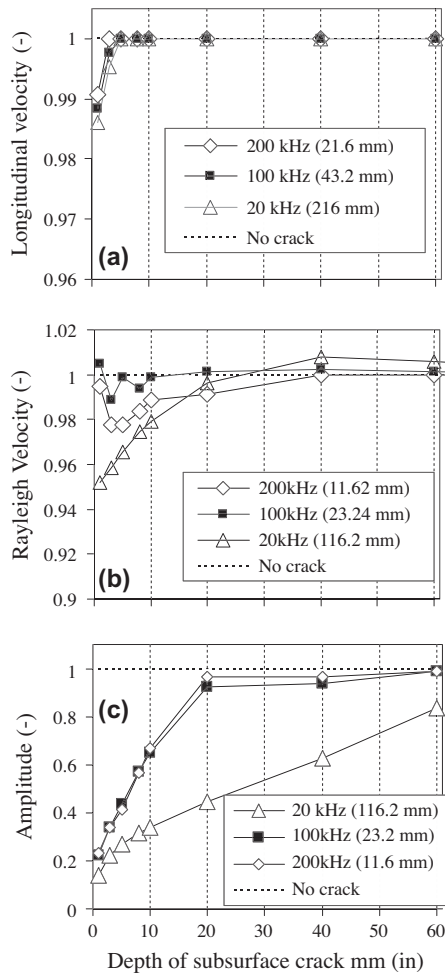 1
0.99
0.98
0.97
0.96
Longitudinal velocity (-)
(a)
200 kHz (21.6 mm)
100 kHz (43.2 mm)
20 kHz (216 mm)
No crack
1.02
1
0.98
0.96
0.94
0.92
0.9
Rayleigh Velocity (-)
(b)
200kHz (11.62 mm)
100kHz (23.24 mm)
20kHz (116.2 mm)
No crack
1
0.8
0.6
0.4
0.2
0
Amplitude (-)
(c)
20 kHz (116.2 mm)
100kHz (23.2 mm)
200kHz (11.6 mm)
No crack
0 10 20 30 40 50 60
Depth of subsurface crack mm (in)